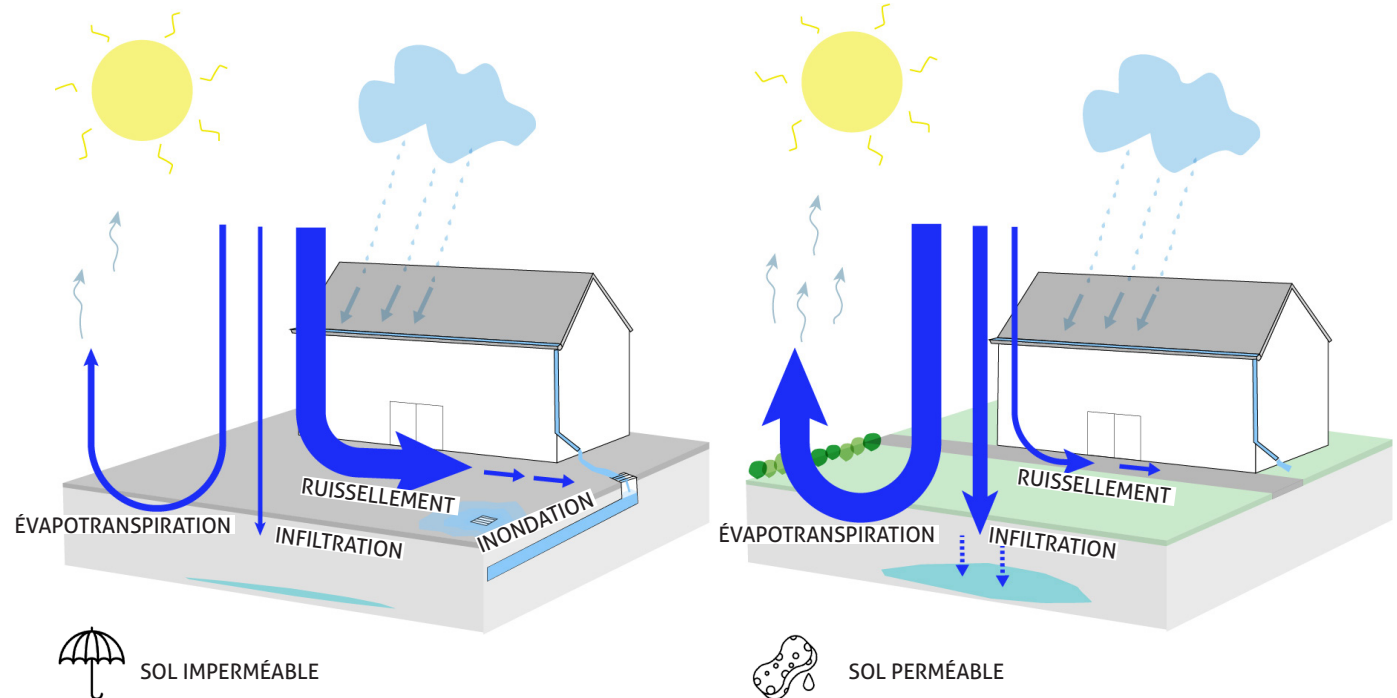 RUISSELLEMENT
ÉVAPOTRANSPIRATION
INFILTRATION
INONDATION
SOL IMPERMÉABLE
RUISSELLEMENT
ÉVAPOTRANSPIRATION
INFILTRATION
SOL PERMÉABLE